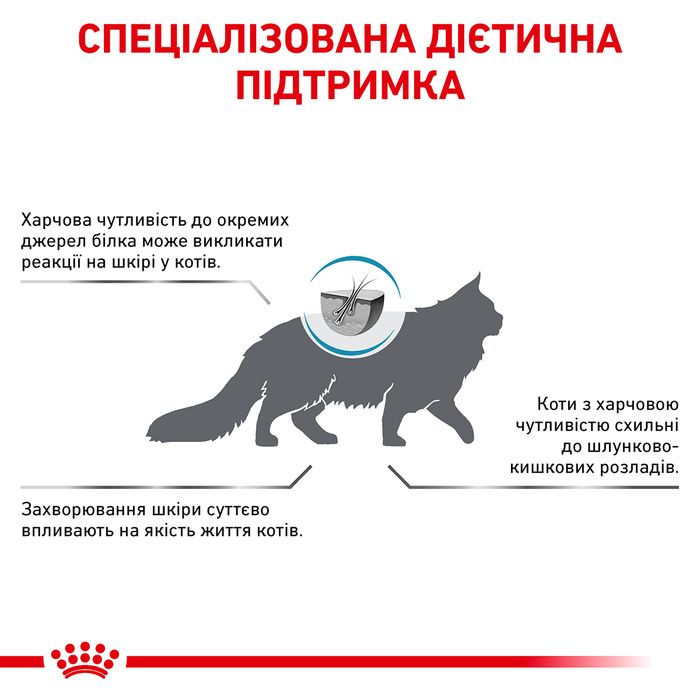 СПЕЦІАЛІЗОВАНА ДІЄТИЧНА
ПІДТРИМКА
Харчова чутливість до окремих
джерел білка може викликати
реакції на шкірі у котів.
Коти з харчовою
чутливістю схильні
до шлунково-
кишкових розладів.
Захворювання шкіри суттєво
впливають на якість життя котів.